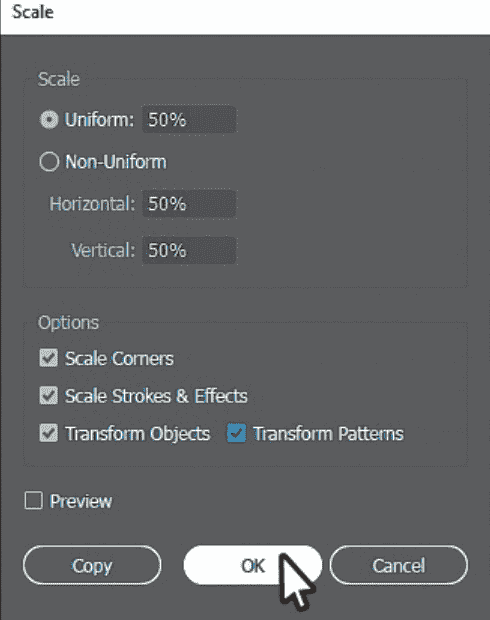 Scale
Scale
Uniform: 50%
Non-Uniform
Horizontal: 50%
Vertical: 50%
Options
Scale Corners
Scale Strokes & Effects
Transform Objects Transform Patterns
Preview
Copy OK Cancel